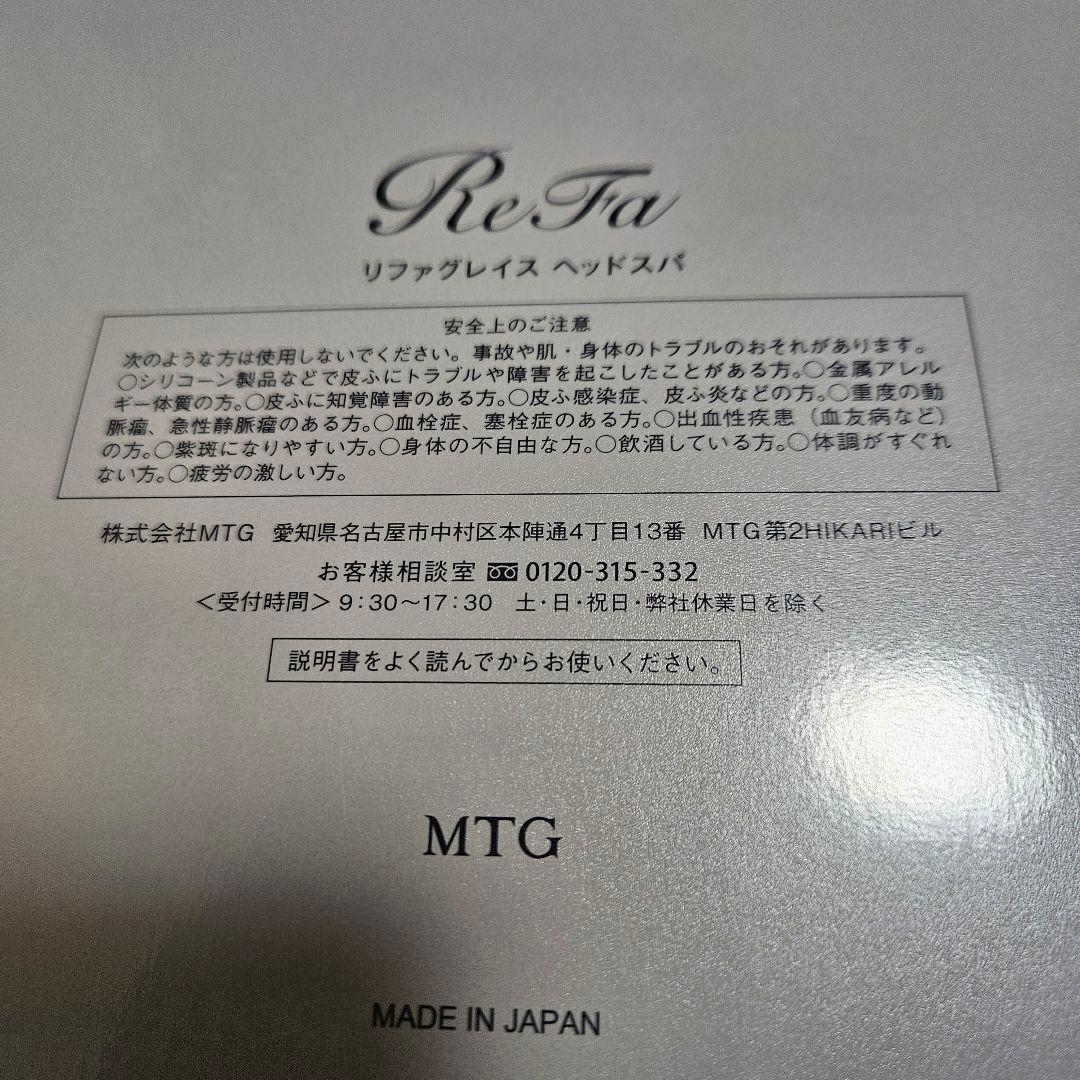 ReFa
リファグレイス ヘッドスパ
安全上のご注意
次のような方は使用しないでください。事故や肌・身体のトラブルのおそれがあります。
○シリコーン製品などで皮ふにトラブルや障害を起こしたことがある方。○金属アレル
ギー体質の方。○皮ふに知覚障害のある方。○皮ふ感染症、皮ふ炎などの方。○重度の動
脈瘤、急性静脈瘤のある方。○血栓症、塞栓症のある方。○出血性疾患（血友病など）
の方。○紫斑になりやすい方。○身体の不自由な方。○飲酒している方。○体調がすぐれ
ない方。○疲労の激しい方。
株式会社MTG 愛知県名古屋市中村区本陣通4丁目13番 MTG第2HIKARIビル
お客様相談室 0120-315-332
＜受付時間＞9:30～17:30 土・日・祝日・弊社休業日を除く
説明書をよく読んでからお使いください。
MTG
MADE IN JAPAN